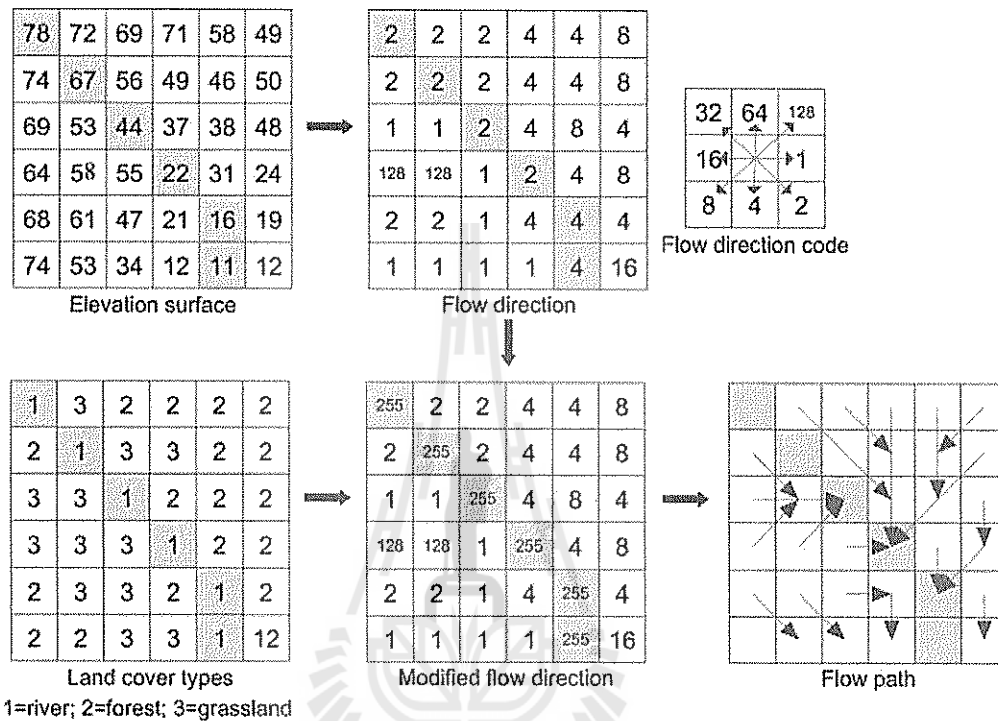 78 72 69 71 58 49
74 67 56 49 46 50
69 53 44 37 38 48
64 58 55 22 31 24
68 61 47 21 16 19
74 53 34 12 11 12
Elevation surface
2 2 2 4 4 8
2 2 2 4 4 8
1 1 2 4 8 4
128 128 1 2 4 8
2 2 1 4 4 4
1 1 1 1 4 16
Flow direction
32 64 128
16 1
8 4 2
Flow direction code
1 3 2 2 2 2
2 1 3 3 2 2
3 3 1 2 2 2
3 3 3 1 2 2
2 3 3 2 1 2
2 2 3 3 1 12
Land cover types
1=river; 2=forest; 3=grassland
255 2 2 4 4 8
2 255 2 4 4 8
1 1 255 4 8 4
128 128 1 255 4 8
2 2 1 4 255 4
1 1 1 1 255 16
Modified flow direction
Flow path